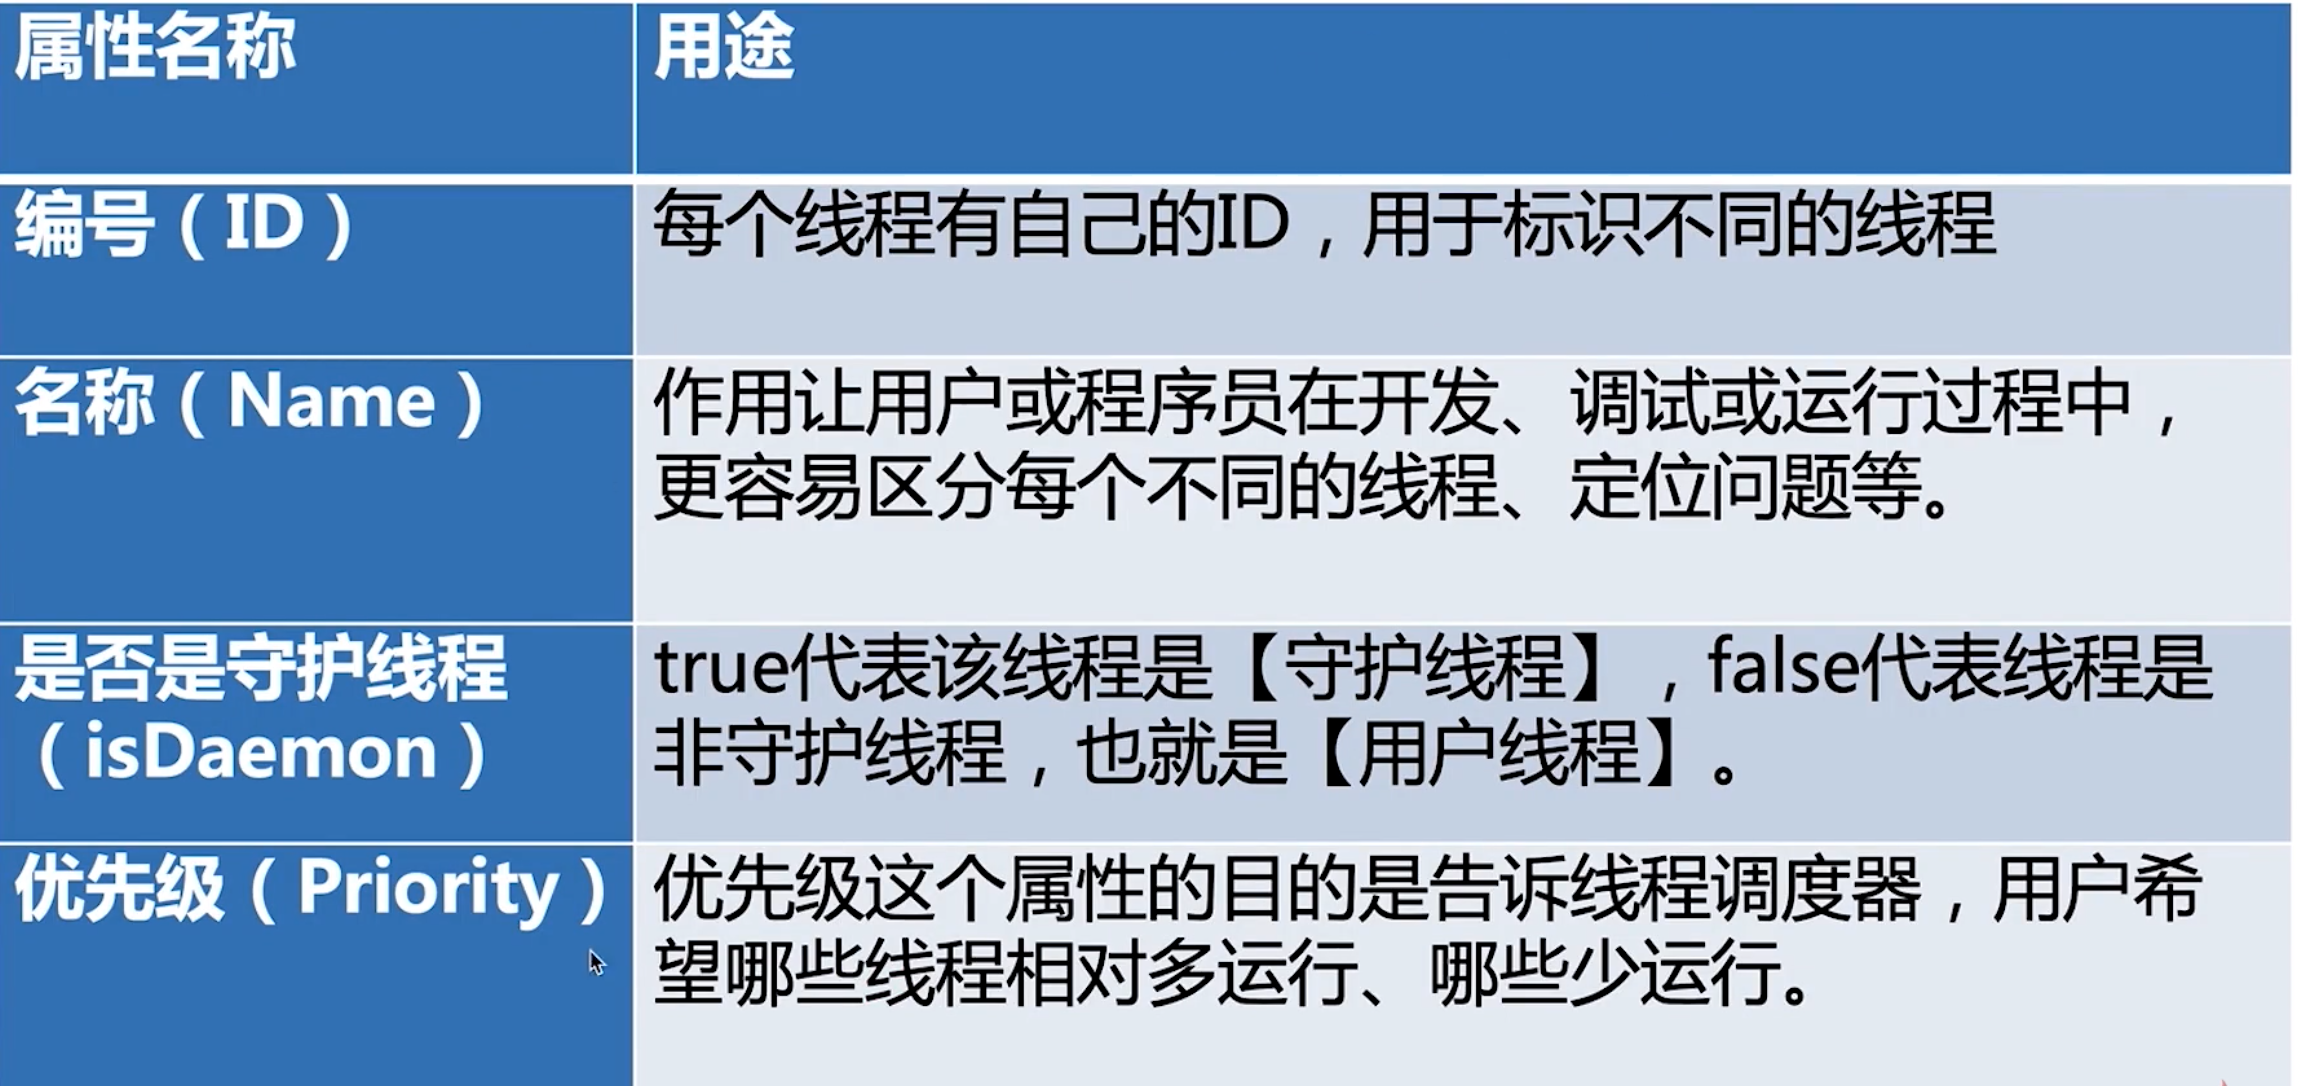 属性名称
用途
编号（ID）
每个线程有自己的ID，用于标识不同的线程
名称（Name）
作用让用户或程序员在开发、调试或运行过程中，
更容易区分每个不同的线程、定位问题等。
是否是守护线程
（isDaemon）
true代表该线程是【守护线程】，false代表线程是
非守护线程，也就是【用户线程】。
优先级（Priority）
优先级这个属性的目的是告诉线程调度器，用户希
望哪些线程相对多运行、哪些少运行。